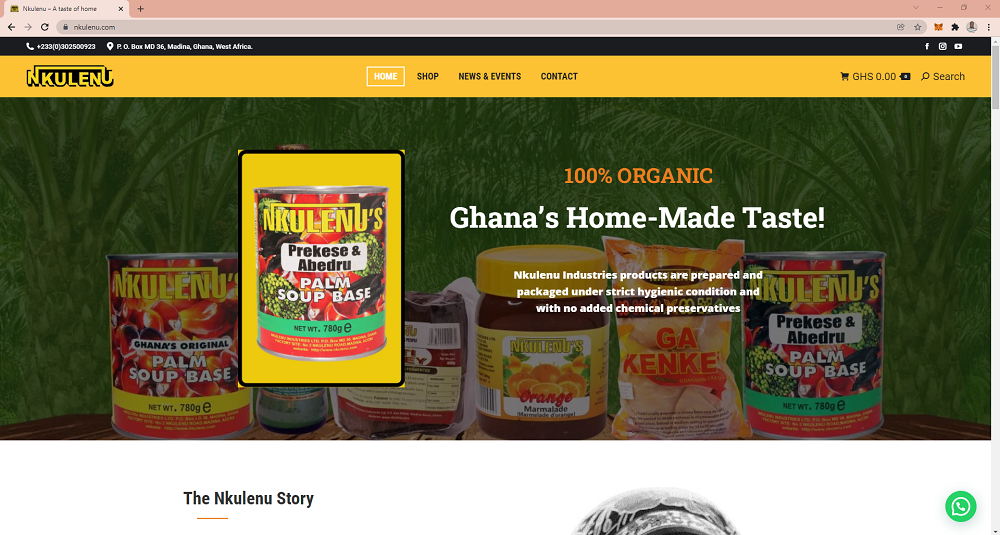 Nkulenu – A taste of home
nkulenu.com
+233(0)302500923
P. O. Box MD 36, Madina, Ghana, West Africa.
NKULENU
HOME
SHOP
NEWS & EVENTS
CONTACT
GHS 0.00
0
Search
100% ORGANIC
Ghana's Home-Made Taste!
Nkulenu Industries products are prepared and
packaged under strict hygienic condition and
with no added chemical preservatives
NKULENU'S
Prekese &
Abedru
PALM
SOUP BASE
NET WT. 780g e
NKULENU
GHANA'S ORIGINAL
PALM
SOUP BASE
NET WT. 780g e
NKULENU'S
Orange
Marmalade
(Marmalade d'orange)
GA
KENKE
NKULENU'S
Prekese &
Abedru
PALM
SOUP BASE
NET WT. 780g e
The Nkulenu Story